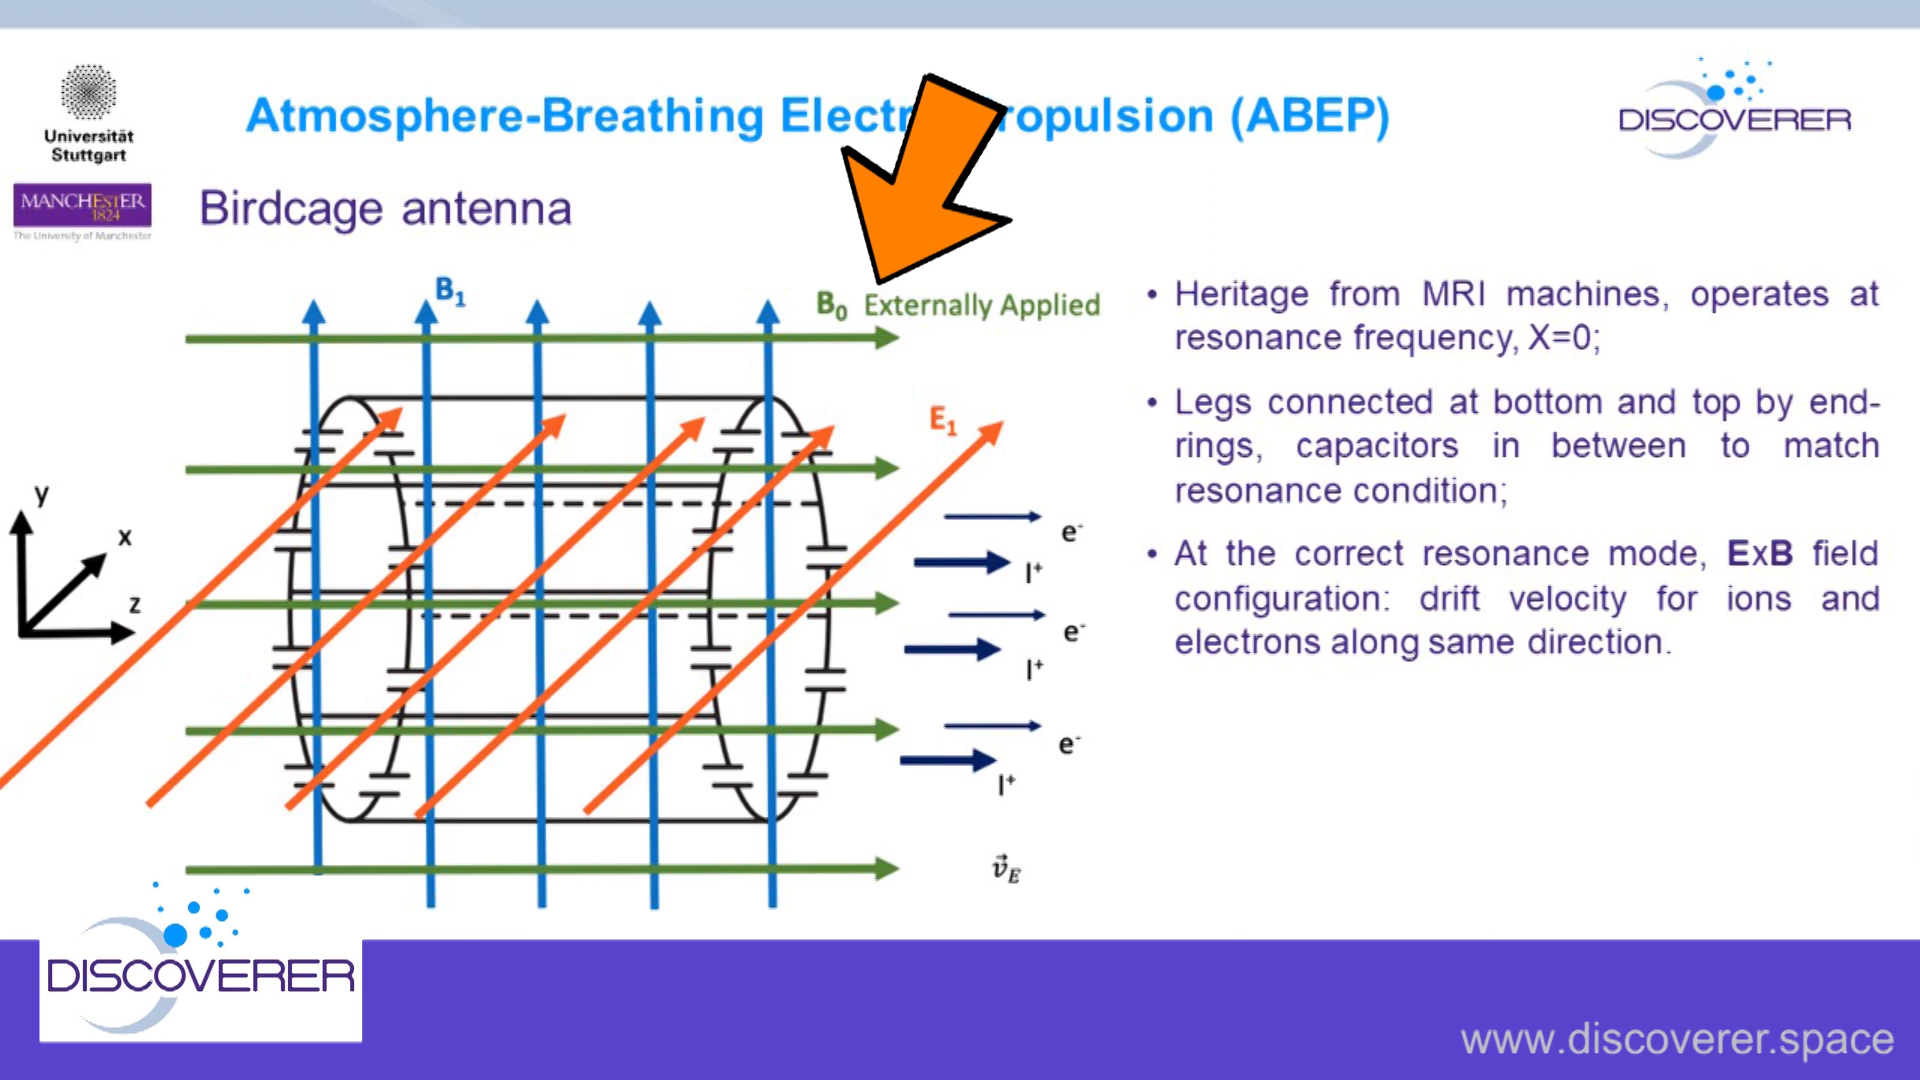 Universität
Stuttgart
MANCHESTER
1824
The University of Manchester
Atmosphere-Breathing Electr ropulsion (ABEP)
DISCOVERER
Birdcage antenna
B1
B0 Externally Applied
E1
y
x
z
e-
I+
e-
I+
e-
I+
v⃗E
• Heritage from MRI machines, operates at
resonance frequency, X=0;
• Legs connected at bottom and top by end-
rings, capacitors in between to match
resonance condition;
• At the correct resonance mode, ExB field
configuration: drift velocity for ions and
electrons along same direction.
DISCOVERER
www.discoverer.space